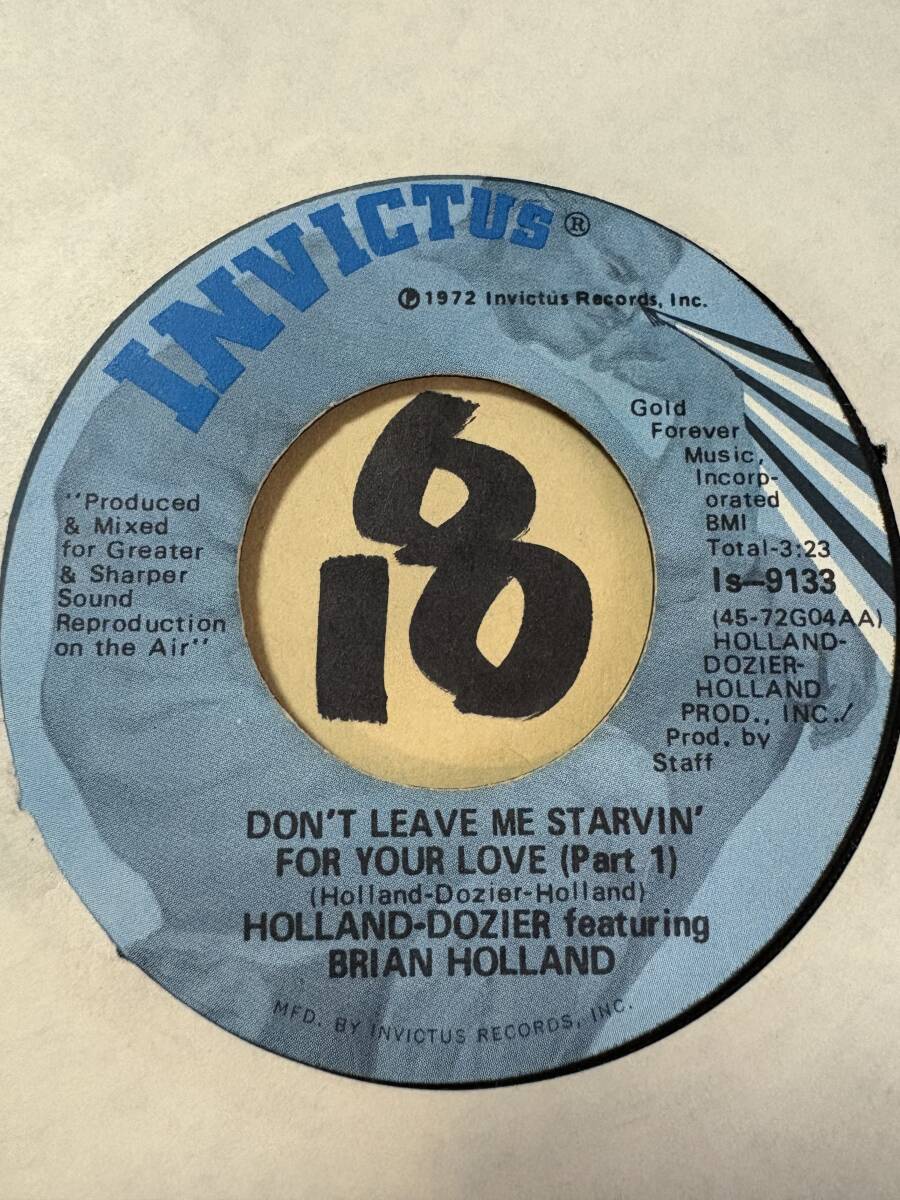 INVICTUS®
℗1972 Invictus Records, Inc.
Gold
Forever
Music,
Incorp-
orated
BMI
Total-3:23
Is-9133
(45-72G04AA)
HOLLAND-
DOZIER-
HOLLAND
PROD., INC./
Prod. by
Staff
"Produced
& Mixed
for Greater
& Sharper
Sound
Reproduction
on the Air"
6
10
DON'T LEAVE ME STARVIN'
FOR YOUR LOVE (Part 1)
(Holland-Dozier-Holland)
HOLLAND-DOZIER featuring
BRIAN HOLLAND
MFD. BY INVICTUS RECORDS, INC.